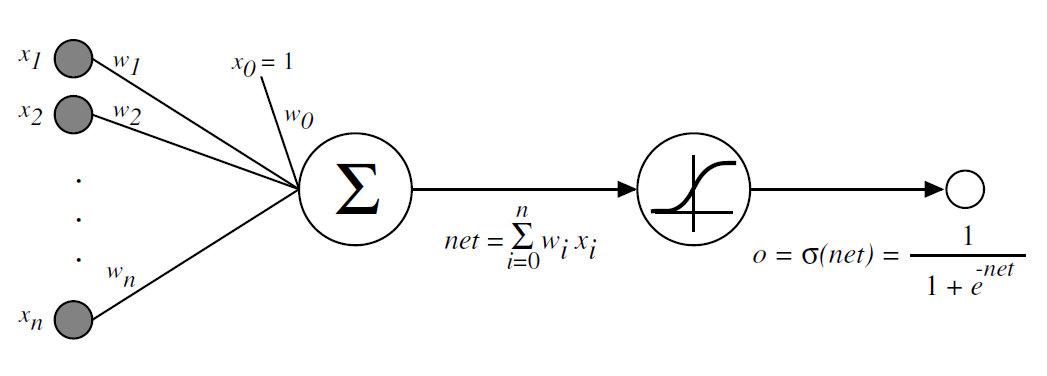 x1 w1
x0 = 1
x2 w2
w0
Σ
.
.
.
wn
xn
n
net = Σ wi xi
i=0
1
o = σ(net) =
1 + e^-net